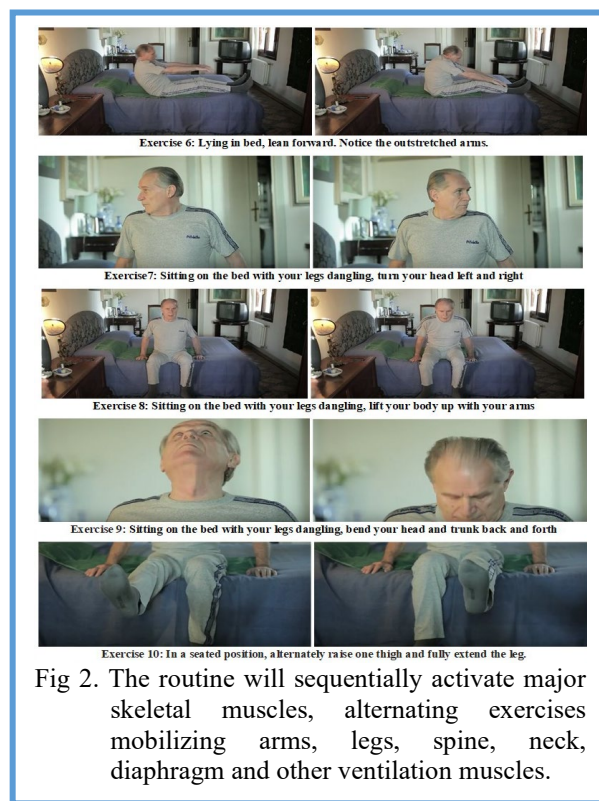 Exercise 6: Lying in bed, lean forward. Notice the outstretched arms.
Exercise7: Sitting on the bed with your legs dangling, turn your head left and right
Exercise 8: Sitting on the bed with your legs dangling, lift your body up with your arms
Exercise 9: Sitting on the bed with your legs dangling, bend your head and trunk back and forth
Exercise 10: In a seated position, alternately raise one thigh and fully extend the leg.
Fig 2. The routine will sequentially activate major
skeletal muscles, alternating exercises
mobilizing arms, legs, spine, neck,
diaphragm and other ventilation muscles.